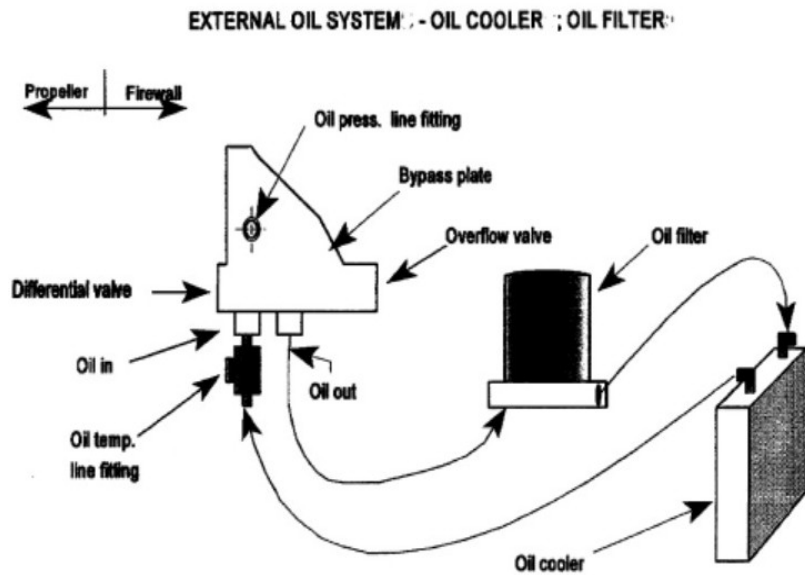 EXTERNAL OIL SYSTEM - OIL COOLER ; OIL FILTER
Propeller
Firewall
Oil press. line fitting
Bypass plate
Overflow valve
Oil filter
Differential valve
Oil in
Oil out
Oil temp.
line fitting
Oil cooler